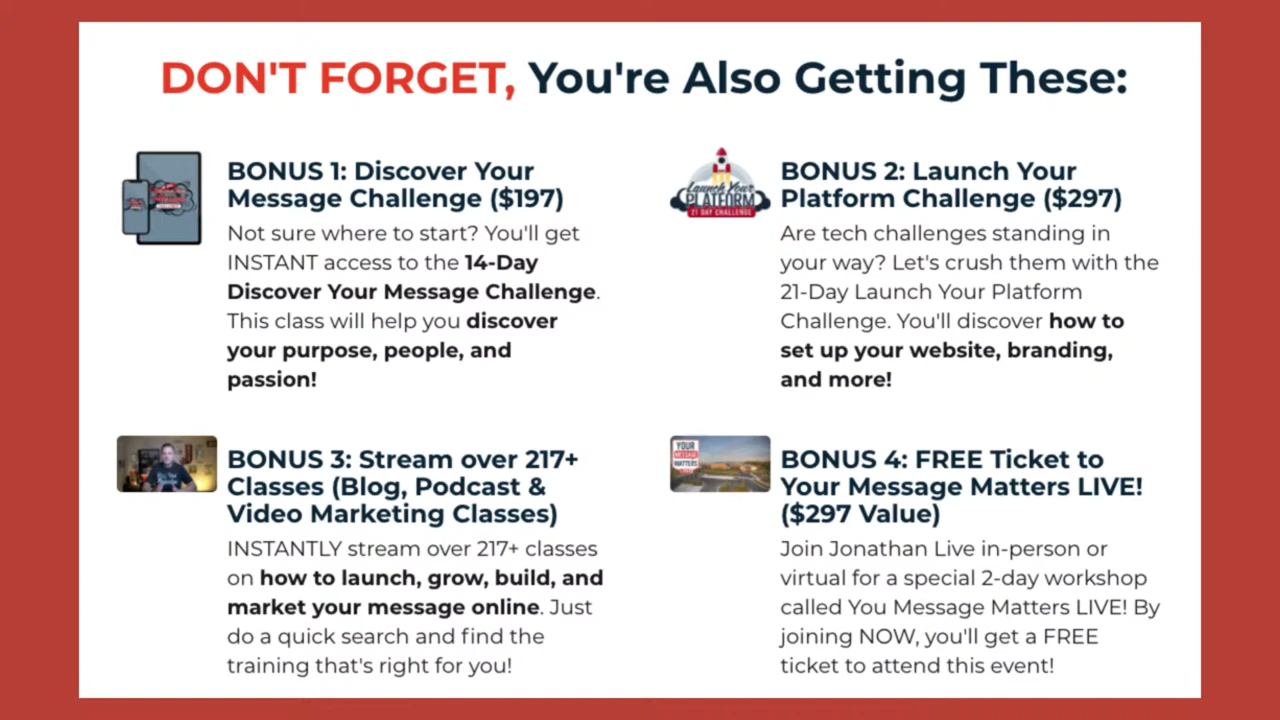 DON'T FORGET, You're Also Getting These:
BONUS 1: Discover Your
Message Challenge ($197)
Not sure where to start? You'll get
INSTANT access to the 14-Day
Discover Your Message Challenge.
This class will help you discover
your purpose, people, and
passion!
Launch Your
PLATFORM
21 DAY CHALLENGE
BONUS 2: Launch Your
Platform Challenge ($297)
Are tech challenges standing in
your way? Let's crush them with the
21-Day Launch Your Platform
Challenge. You'll discover how to
set up your website, branding,
and more!
BONUS 3: Stream over 217+
Classes (Blog, Podcast &
Video Marketing Classes)
INSTANTLY stream over 217+ classes
on how to launch, grow, build, and
market your message online. Just
do a quick search and find the
training that's right for you!
YOUR
MESSAGE
MATTERS
BONUS 4: FREE Ticket to
Your Message Matters LIVE!
($297 Value)
Join Jonathan Live in-person or
virtual for a special 2-day workshop
called You Message Matters LIVE! By
joining NOW, you'll get a FREE
ticket to attend this event!